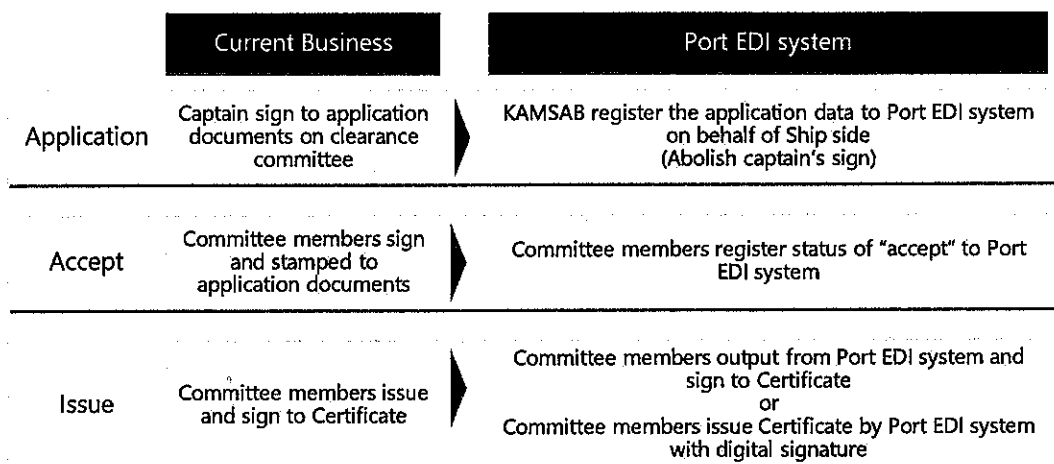 Current Business
Port EDI system
Application
Captain sign to application
documents on clearance
committee
KAMSAB register the application data to Port EDI system
on behalf of Ship side
(Abolish captain's sign)
Accept
Committee members sign
and stamped to
application documents
Committee members register status of "accept" to Port
EDI system
Issue
Committee members issue
and sign to Certificate
Committee members output from Port EDI system and
sign to Certificate
or
Committee members issue Certificate by Port EDI system
with digital signature